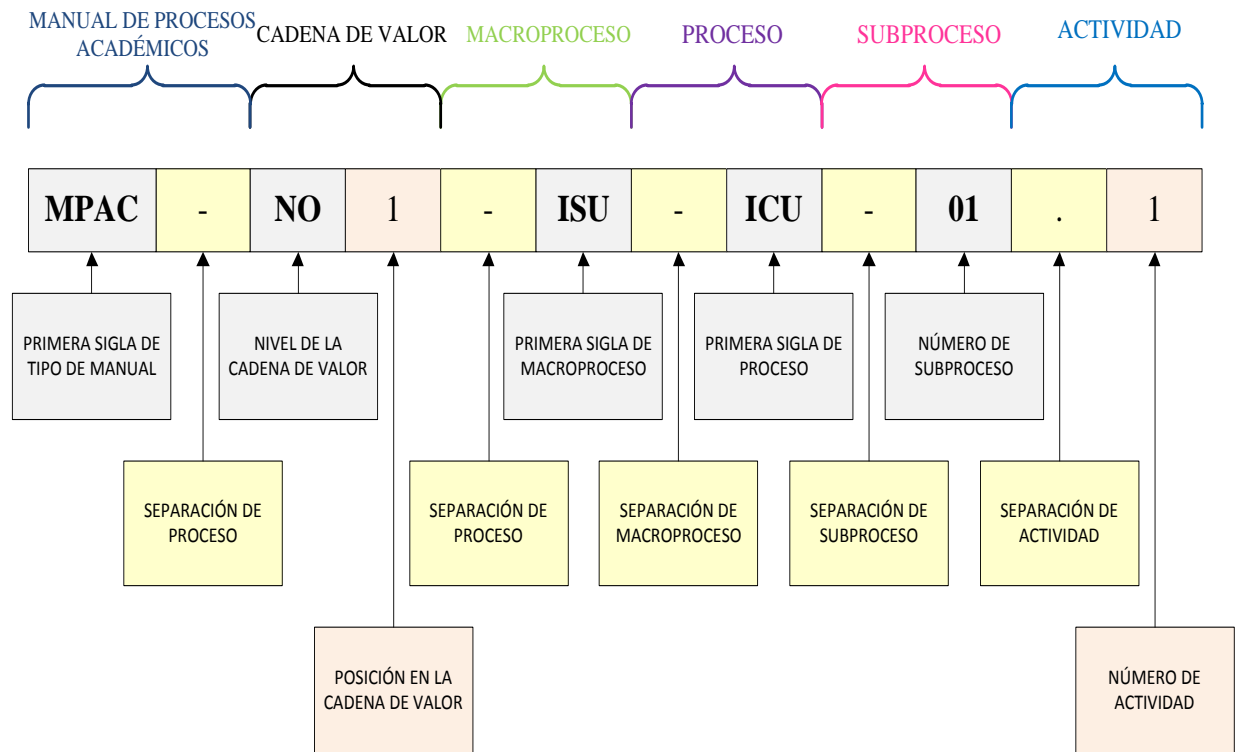 MANUAL DE PROCESOS
ACADÉMICOS
CADENA DE VALOR
MACROPROCESO
PROCESO
SUBPROCESO
ACTIVIDAD
MPAC - NO 1 - ISU - ICU - 01 . 1
PRIMERA SIGLA DE
TIPO DE MANUAL
NIVEL DE LA
CADENA DE VALOR
PRIMERA SIGLA DE
MACROPROCESO
PRIMERA SIGLA DE
PROCESO
NÚMERO DE
SUBPROCESO
SEPARACIÓN DE
PROCESO
SEPARACIÓN DE
PROCESO
SEPARACIÓN DE
MACROPROCESO
SEPARACIÓN DE
SUBPROCESO
SEPARACIÓN DE
ACTIVIDAD
POSICIÓN EN LA
CADENA DE VALOR
NÚMERO DE
ACTIVIDAD